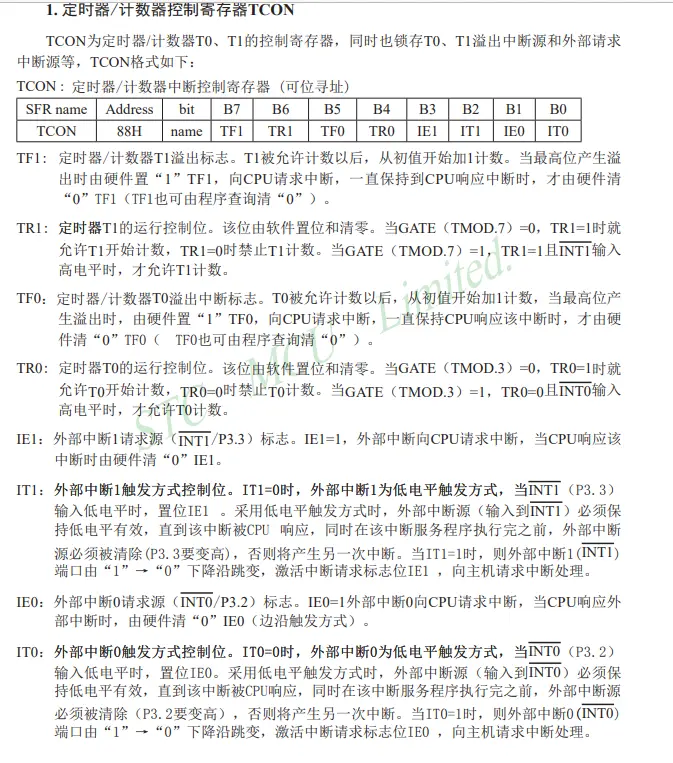 1. 定时器/计数器控制寄存器TCON
TCON为定时器/计数器T0、T1的控制寄存器，同时也锁存T0、T1溢出中断源和外部请求
中断源等，TCON格式如下：
TCON : 定时器/计数器中断控制寄存器 (可位寻址)
SFR name Address bit B7 B6 B5 B4 B3 B2 B1 B0
TCON 88H name TF1 TR1 TF0 TR0 IE1 IT1 IE0 IT0
TF1: 定时器/计数器T1溢出标志。T1被允许计数以后，从初值开始加1计数。当最高位产生溢
出时由硬件置“1”TF1，向CPU请求中断，一直保持到CPU响应中断时，才由硬件清
“0”TF1（TF1也可由程序查询清“0”）。
TR1: 定时器T1的运行控制位。该位由软件置位和清零。当GATE（TMOD.7）=0，TR1=1时就
允许T1开始计数，TR1=0时禁止T1计数。当GATE（TMOD.7）=1，TR1=1且INT1输入
高电平时，才允许T1计数。
TF0: 定时器/计数器T0溢出中断标志。T0被允许计数以后，从初值开始加1计数，当最高位产
生溢出时，由硬件置“1”TF0，向CPU请求中断，一直保持CPU响应该中断时，才由硬
件清“0”TF0（ TF0也可由程序查询清“0”）。
TR0: 定时器T0的运行控制位。该位由软件置位和清零。当GATE（TMOD.3）=0，TR0=1时就
允许T0开始计数，TR0=0时禁止T0计数。当GATE（TMOD.3）=1，TR0=0且INT0输入
高电平时，才允许T0计数。
IE1: 外部中断1请求源（INT1/P3.3）标志。IE1=1，外部中断向CPU请求中断，当CPU响应该
中断时由硬件清“0”IE1。
IT1: 外部中断1触发方式控制位。IT1=0时，外部中断1为低电平触发方式，当INT1（P3.3）
输入低电平时，置位IE1 。采用低电平触发方式时，外部中断源（输入到INT1）必须保
持低电平有效，直到该中断被CPU 响应，同时在该中断服务程序执行完之前，外部中断
源必须被清除(P3.3要变高)，否则将产生另一次中断。当IT1=1时，则外部中断1(INT1)
端口由“1”→“0”下降沿跳变，激活中断请求标志位IE1 ，向主机请求中断处理。
IE0: 外部中断0请求源（INT0/P3.2）标志。IE0=1外部中断0向CPU请求中断，当CPU响应外
部中断时，由硬件清“0”IE0（边沿触发方式）。
IT0: 外部中断0触发方式控制位。IT0=0时，外部中断0为低电平触发方式，当INT0（P3.2）
输入低电平时，置位IE0。采用低电平触发方式时，外部中断源（输入到INT0）必须保
持低电平有效，直到该中断被CPU响应，同时在该中断服务程序执行完之前，外部中断源
必须被清除（P3.2要变高），否则将产生另一次中断。当IT0=1时，则外部中断0(INT0)
端口由“1”→“0”下降沿跳变，激活中断请求标志位IE0 ，向主机请求中断处理。
STC MCU Limited.